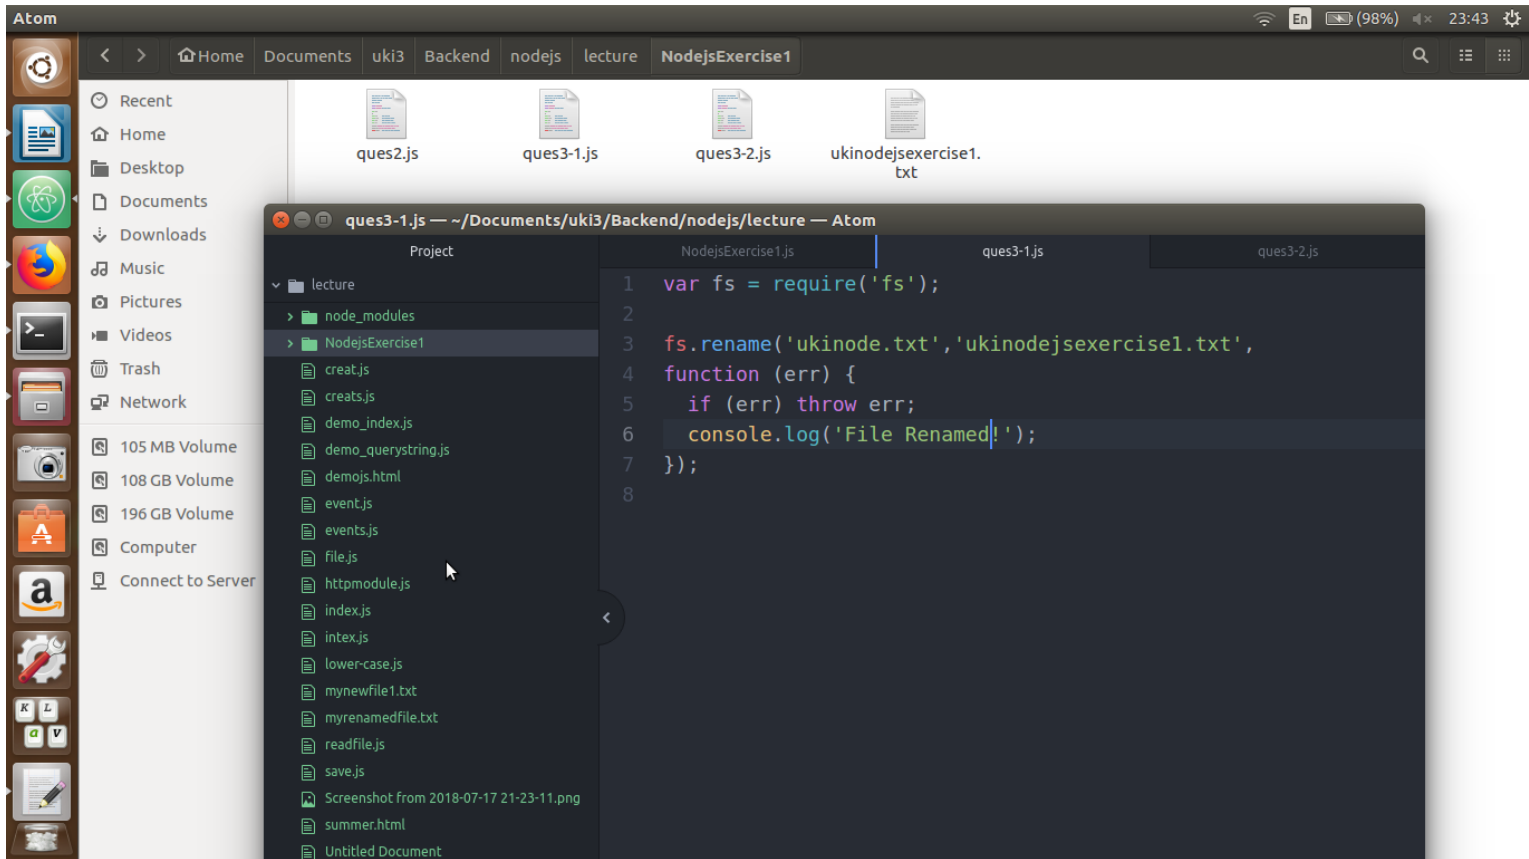 Atom
En
(98%)
23:43
Home
Documents
uki3
Backend
nodejs
lecture
NodejsExercise1
Recent
Home
Desktop
Documents
Downloads
Music
Pictures
Videos
Trash
Network
105 MB Volume
108 GB Volume
196 GB Volume
Computer
Connect to Server
ques2.js
ques3-1.js
ques3-2.js
ukinodejsexercise1.
txt
ques3-1.js — ~/Documents/uki3/Backend/nodejs/lecture — Atom
Project
lecture
node_modules
NodejsExercise1
creat.js
creats.js
demo_index.js
demo_querystring.js
demojs.html
event.js
events.js
file.js
httpmodule.js
index.js
intex.js
lower-case.js
mynewfile1.txt
myrenamedfile.txt
readfile.js
save.js
Screenshot from 2018-07-17 21-23-11.png
summer.html
Untitled Document
NodejsExercise1.js
ques3-1.js
ques3-2.js
1 var fs = require('fs');
2
3 fs.rename('ukinode.txt','ukinodejsexercise1.txt',
4 function (err) {
5 if (err) throw err;
6 console.log('File Renamed!');
7 });
8
A
a
K L
a v